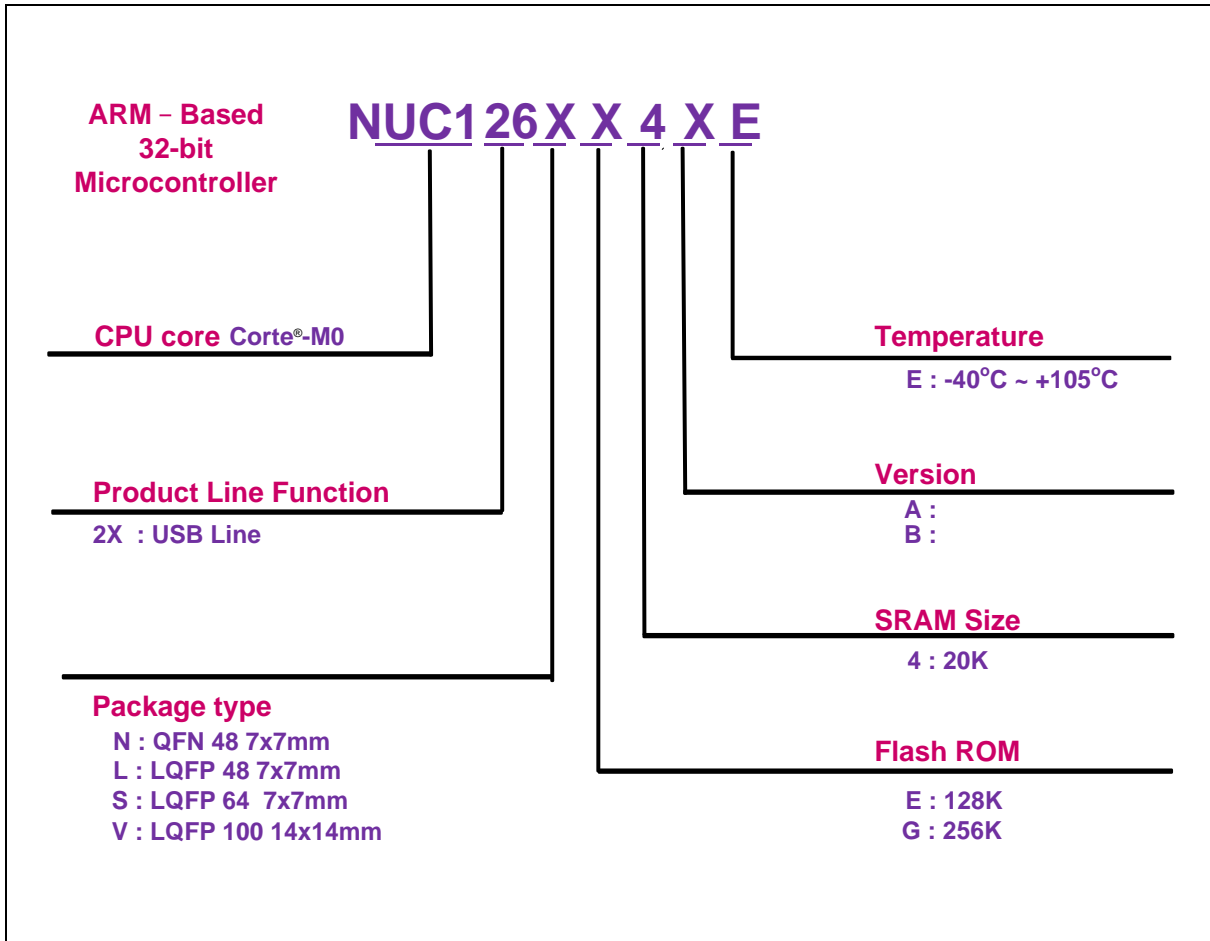 ARM – Based
32-bit
Microcontroller
NUC126XX4XE
CPU core Corte®-M0
Product Line Function
2X : USB Line
Package type
N : QFN 48 7x7mm
L : LQFP 48 7x7mm
S : LQFP 64 7x7mm
V : LQFP 100 14x14mm
Temperature
E : -40°C ~ +105°C
Version
A :
B :
SRAM Size
4 : 20K
Flash ROM
E : 128K
G : 256K